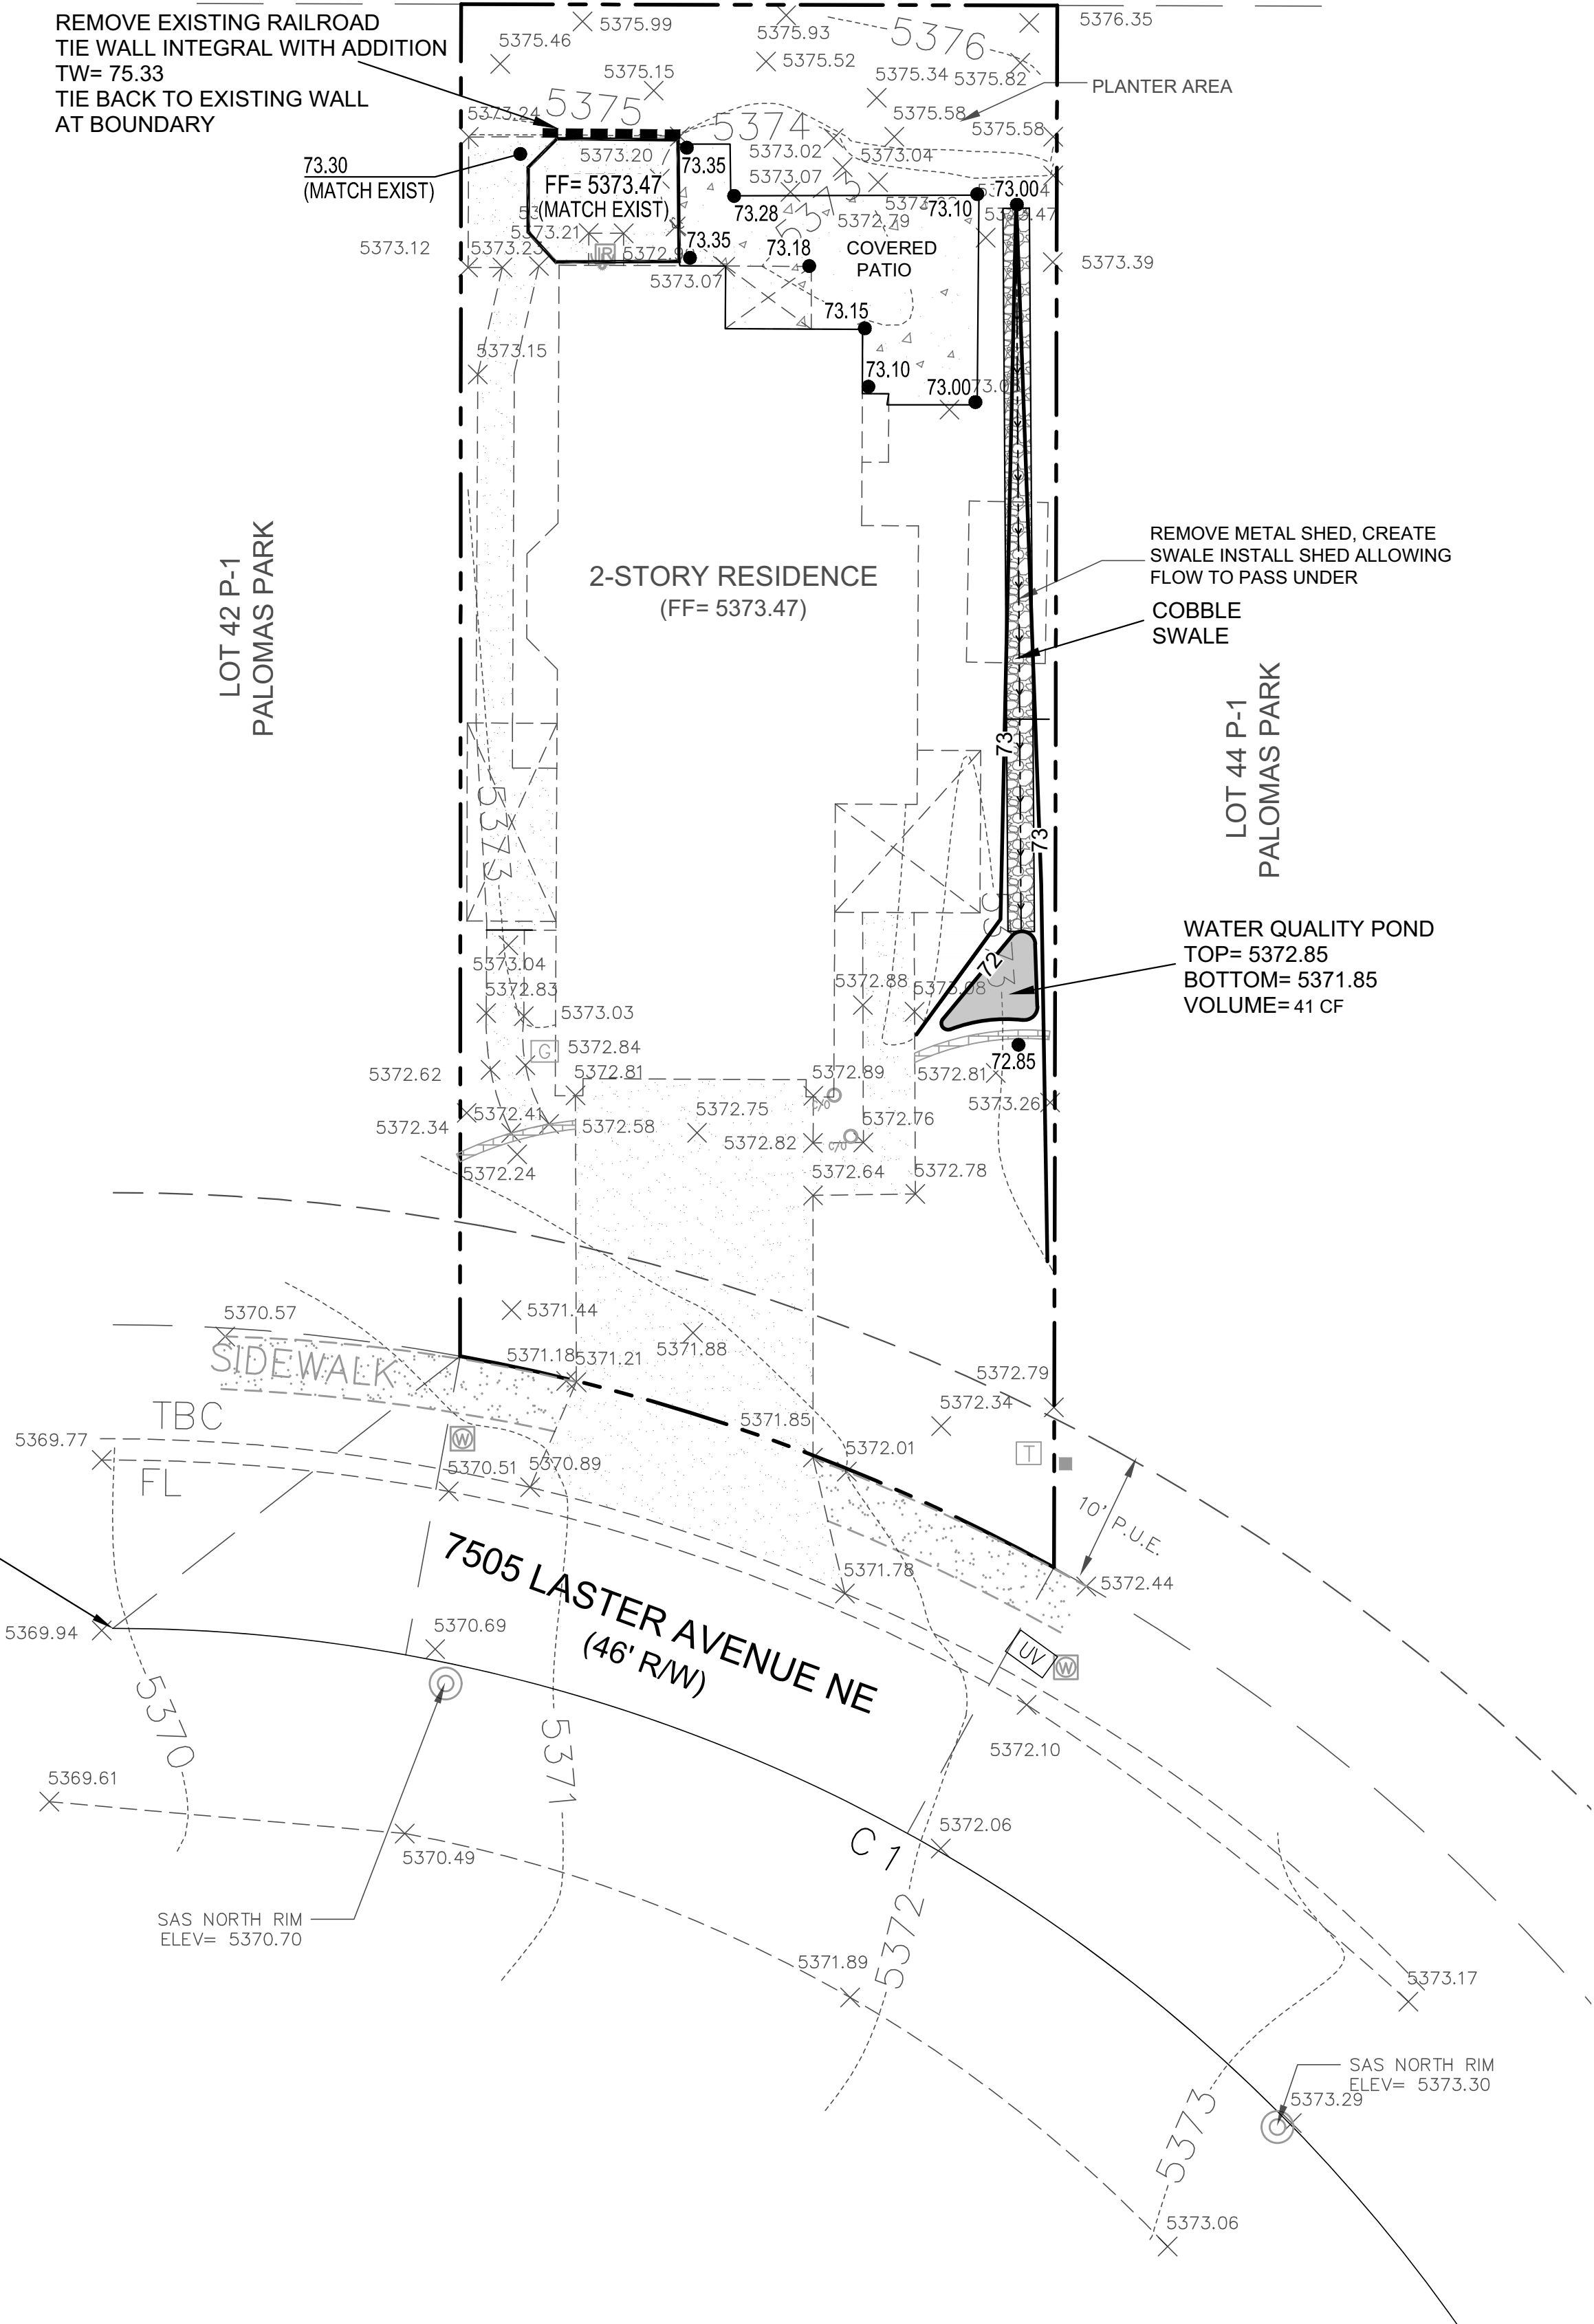 REMOVE EXISTING RAILROAD
TIE WALL INTEGRAL WITH ADDITION
TW= 75.33
TIE BACK TO EXISTING WALL
AT BOUNDARY
5375.99
5375.46
5375.93
5375.52
5376
5376.35
5375.15
5375.34
5375.82
PLANTER AREA
5373.24
5375
5374
5375.58
5375.58
73.30
(MATCH EXIST)
5373.20
73.35
5373.02
5373.04
5373.07
FF= 5373.47
(MATCH EXIST)
73.28
5373
73.10
73.00
5372.79
5373.21
5373.12
5373.23
73.35
73.18
COVERED
PATIO
5373.39
5373.07
73.15
5373.15
73.10
73.00
LOT 42 P-1
PALOMAS PARK
2-STORY RESIDENCE
(FF= 5373.47)
REMOVE METAL SHED, CREATE
SWALE INSTALL SHED ALLOWING
FLOW TO PASS UNDER
COBBLE
SWALE
LOT 44 P-1
PALOMAS PARK
73
73
5373
72
WATER QUALITY POND
TOP= 5372.85
BOTTOM= 5371.85
VOLUME= 41 CF
5373.04
5372.83
5373.03
5372.88
5373.08
G
5372.84
72.85
5372.62
5372.81
5372.89
5372.81
5373.26
5372.41
5372.34
5372.58
5372.75
5372.76
C/O
C/O
5372.82
5372.24
5372.64
5372.78
5370.57
5371.44
SIDEWALK
5371.18
5371.21
5371.88
5372.79
5372.34
TBC
5371.85
5372.01
5369.77
W
T
FL
5370.51
5370.89
10' P.U.E.
5371.78
5372.44
7505 LASTER AVENUE NE
(46' R/W)
5369.94
5370.69
UV
W
5370
5371
5372.10
5369.61
5372.06
C 1
5370.49
5372
SAS NORTH RIM
ELEV= 5370.70
5371.89
5373.17
SAS NORTH RIM
ELEV= 5373.30
5373.29
5373
5373.06